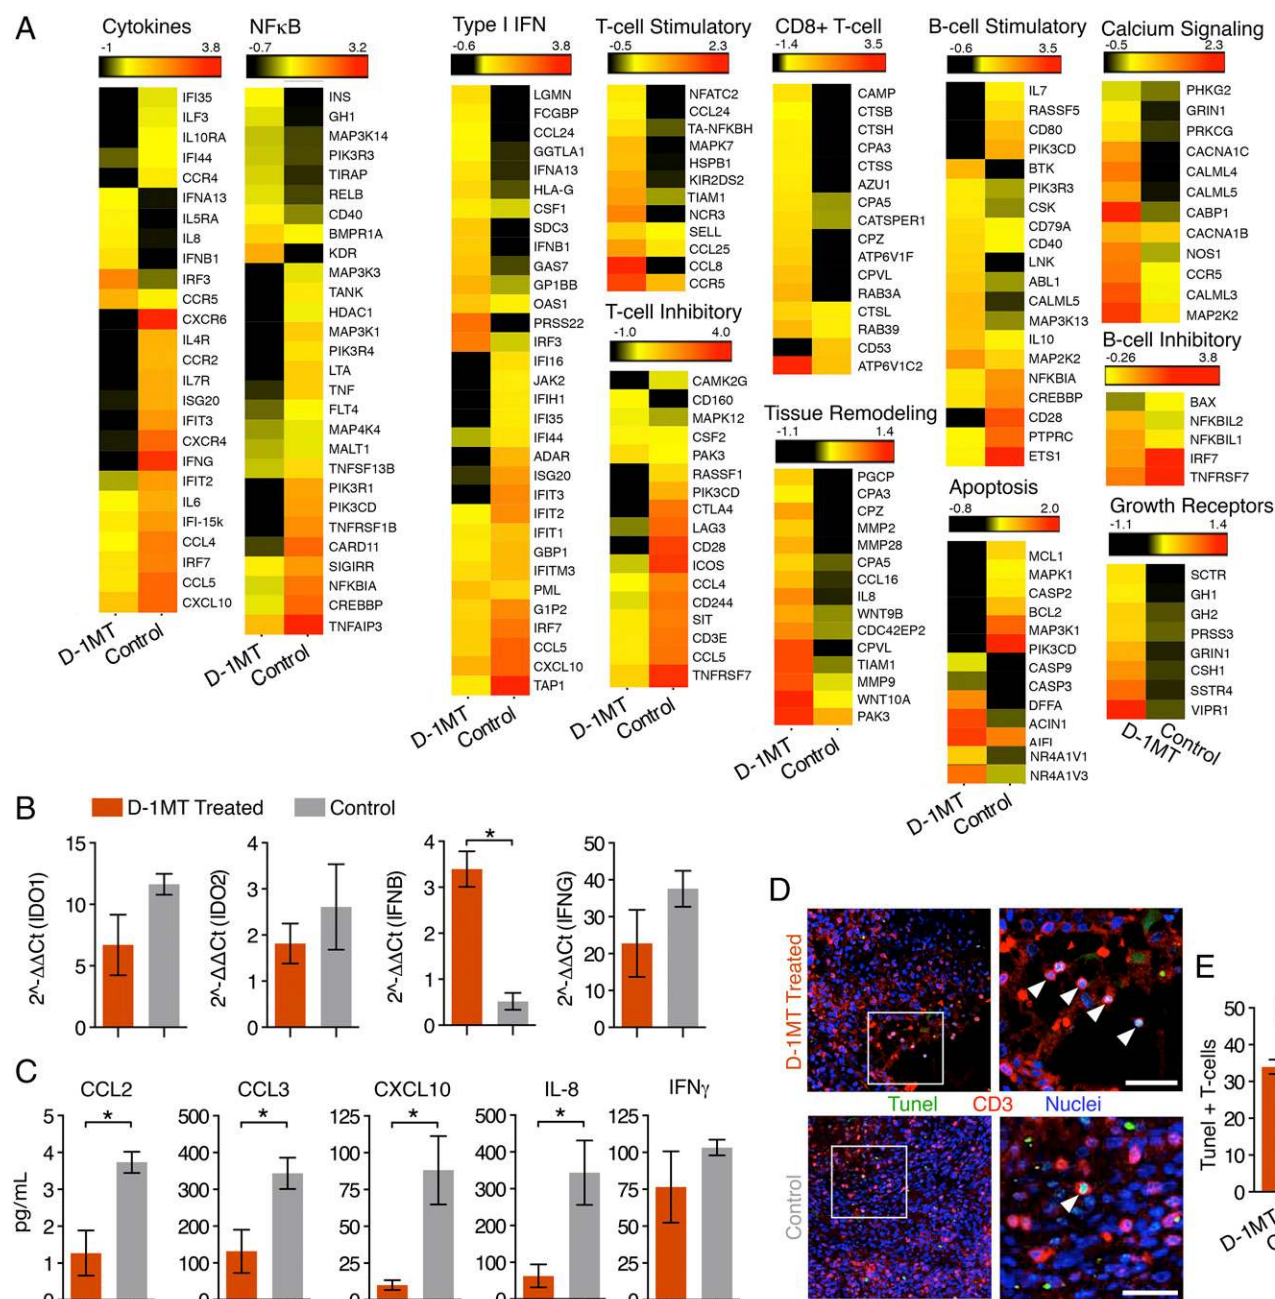 A
Cytokines
-1 3.8
IFI35
ILF3
IL10RA
IFI44
CCR4
IFNA13
IL5RA
IL8
IFNB1
IRF3
CCR5
CXCR6
IL4R
CCR2
IL7R
ISG20
IFIT3
CXCR4
IFNG
IFIT2
IL6
IFI-15k
CCL4
IRF7
CCL5
CXCL10
D-1MT
Control
NFκB
-0.7 3.2
INS
GH1
MAP3K14
PIK3R3
TIRAP
RELB
CD40
BMPR1A
KDR
MAP3K3
TANK
HDAC1
MAP3K1
PIK3R4
LTA
TNF
FLT4
MAP4K4
MALT1
TNFSF13B
PIK3R1
PIK3CD
TNFRSF1B
CARD11
SIGIRR
NFKBIA
CREBBP
TNFAIP3
D-1MT
Control
Type I IFN
-0.6 3.8
LGMN
FCGBP
CCL24
GGTLA1
IFNA13
HLA-G
CSF1
SDC3
IFNB1
GAS7
GP1BB
OAS1
PRSS22
IRF3
IFI16
JAK2
IFIH1
IFI35
IFI44
ADAR
ISG20
IFIT3
IFIT2
IFIT1
GBP1
IFITM3
PML
G1P2
IRF7
CCL5
CXCL10
TAP1
D-1MT
Control
T-cell Stimulatory
-0.5 2.3
NFATC2
CCL24
TA-NFKBH
MAPK7
HSPB1
KIR2DS2
TIAM1
NCR3
SELL
CCL25
CCL8
CCR5
T-cell Inhibitory
-1.0 4.0
CAMK2G
CD160
MAPK12
CSF2
PAK3
RASSF1
PIK3CD
CTLA4
LAG3
CD28
ICOS
CCL4
CD244
SIT
CD3E
CCL5
TNFRSF7
D-1MT
Control
CD8+ T-cell
-1.4 3.5
CAMP
CTSB
CTSH
CPA3
CTSS
AZU1
CPA5
CATSPER1
CPZ
ATP6V1F
CPVL
RAB3A
CTSL
RAB39
CD53
ATP6V1C2
Tissue Remodeling
-1.1 1.4
PGCP
CPA3
CPZ
MMP2
MMP28
CPA5
CCL16
IL8
WNT9B
CDC42EP2
CPVL
TIAM1
MMP9
WNT10A
PAK3
D-1MT
Control
B-cell Stimulatory
-0.6 3.5
IL7
RASSF5
CD80
PIK3CD
BTK
PIK3R3
CSK
CD79A
CD40
LNK
ABL1
CALML5
MAP3K13
IL10
MAP2K2
NFKBIA
CREBBP
CD28
PTPRC
ETS1
Apoptosis
-0.8 2.0
MCL1
MAPK1
CASP2
BCL2
MAP3K1
PIK3CD
CASP9
CASP3
DFFA
ACIN1
NR4A1V1
NR4A1V3
D-1MT
Control
Calcium Signaling
-0.5 2.3
PHKG2
GRIN1
PRKCG
CACNA1C
CALML4
CALML5
CABP1
CACNA1B
NOS1
CCR5
CALML3
MAP2K2
B-cell Inhibitory
-0.26 3.8
BAX
NFKBIL2
NFKBIL1
IRF7
TNFRSF7
Growth Receptors
-1.1 1.4
SCTR
GH1
GH2
PRSS3
GRIN1
CSH1
SSTR4
VIPR1
D-1MT
Control
B
D-1MT Treated Control
2^-ΔΔCt (IDO1)
15
10
5
0
2^-ΔΔCt (IDO2)
4
3
2
1
0
2^-ΔΔCt (IFNB)
4
3
2
1
0
*
2^-ΔΔCt (IFNG)
50
40
30
20
10
0
C
pg/mL
CCL2
5
4
3
2
1
0
*
CCL3
500
400
300
200
100
0
*
CXCL10
125
100
75
50
25
0
*
IL-8
500
400
300
200
100
0
*
IFNγ
125
100
75
50
25
0
D
D-1MT Treated
Tunel CD3 Nuclei
Control
E
Tunel + T-cells
50
40
30
20
10
0
D-1MT